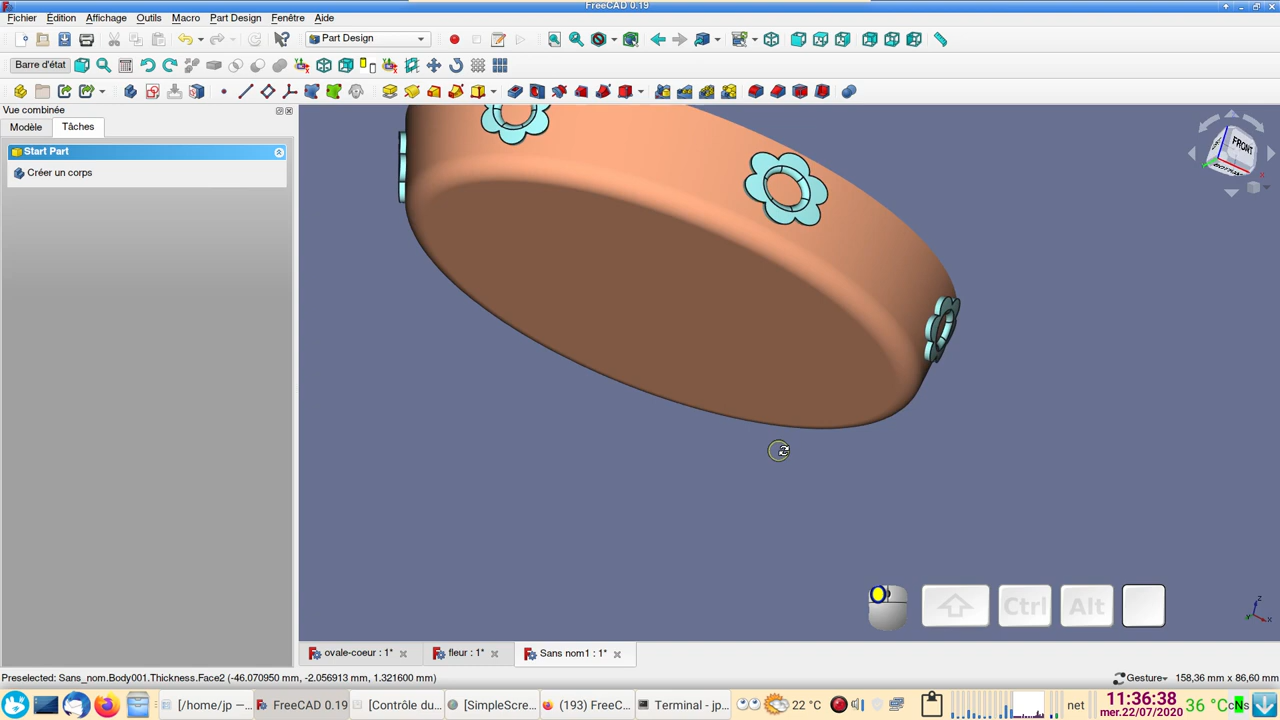 FreeCAD 0.19
Fichier Édition Affichage Outils Macro Part Design Fenêtre Aide
Part Design
Barre d'état
Vue combinée
Modèle Tâches
Start Part
Créer un corps
FRONT
Ctrl Alt
ovale-coeur : 1* fleur : 1* Sans nom1 : 1*
Preselected: Sans_nom.Body001.Thickness.Face2 (-46.070950 mm, -2.056913 mm, 1.321600 mm) Gesture 158,36 mm x 86,60 mm
[/home/jp —... FreeCAD 0.19 [Contrôle du... [SimpleScre... (193) FreeC... Terminal - jp... 22 °C net 11:36:38 36 °C
mer.22/07/2020